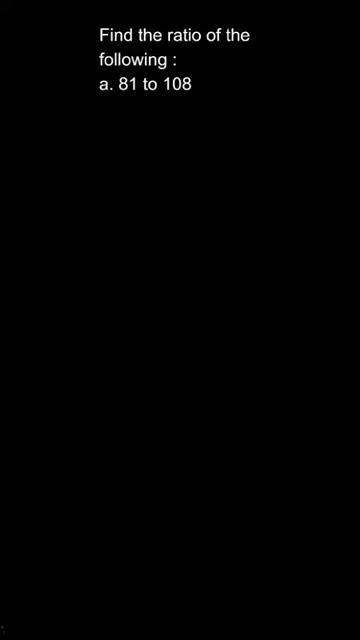 Find the ratio of the
following :
a. 81 to 108